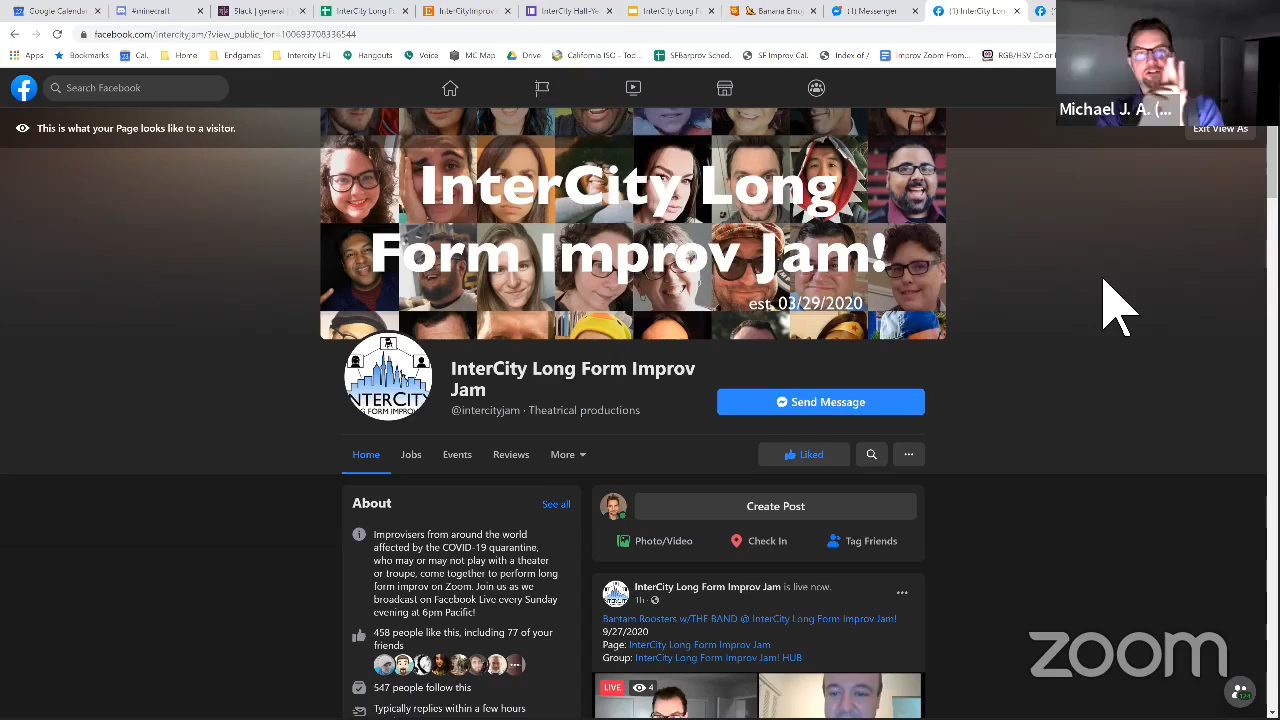 Google Calendar
#minecraft
Slack | general |
InterCity Long F
EtsyInterCityImprov
InterCity Hall-Ye
InterCity Long F
Banana Emoj
(1) Messenger
(1) InterCity Lon
facebook.com/intercityjam/?view_public_for=100693708336544
Apps
Bookmarks
Cal.
Home
Endgames
InterCity LFI
Hangouts
Voice
MC Map
Drive
California ISO - Tod...
SFBarprov Sched...
SF Improv Cal.
Index of /
Improv Zoom Form...
RGB/HSV Color
Search Facebook
Michael J. A. (...
This is what your Page looks like to a visitor.
Exit View As
InterCity Long
Form Improv Jam!
est. 03/29/2020
InterCity Long Form Improv
Jam
@intercityjam · Theatrical productions
Send Message
Home
Jobs
Events
Reviews
More
Liked
About
See all
Create Post
Photo/Video
Check In
Tag Friends
Improvisers from around the world
affected by the COVID-19 quarantine,
who may or may not play with a theater
or troupe, come together to perform long
form improv on Zoom. Join us as we
broadcast on Facebook Live every Sunday
evening at 6pm Pacific!
458 people like this, including 77 of your
friends
547 people follow this
Typically replies within a few hours
InterCity Long Form Improv Jam is live now.
1h ·
Bantam Roosters w/THE BAND @ InterCity Long Form Improv Jam!
9/27/2020
Page: InterCity Long Form Improv Jam
Group: InterCity Long Form Improv Jam! HUB
LIVE
4
zoom